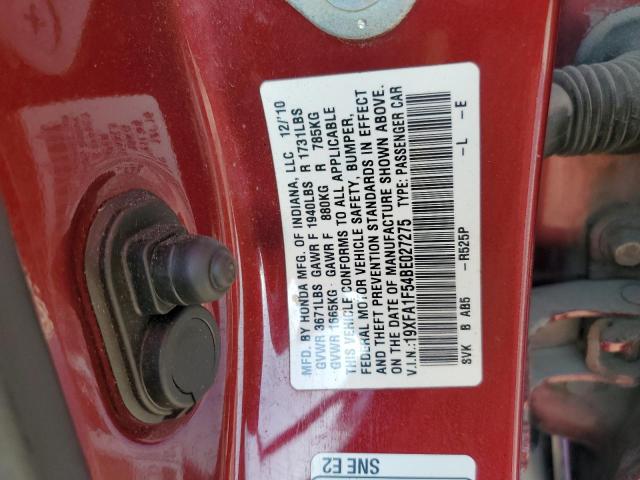 MFD. BY HONDA MFG. OF INDIANA, LLC 12/'10
GVWR 3671LBS GAWR F 1940LBS R 1731LBS
GVWR 1665KG GAWR F 880KG R 785KG
THIS VEHICLE CONFORMS TO ALL APPLICABLE
FEDERAL MOTOR VEHICLE SAFETY, BUMPER,
AND THEFT PREVENTION STANDARDS IN EFFECT
ON THE DATE OF MANUFACTURE SHOWN ABOVE.
V.I.N.:19XFA1F54BE027275 TYPE: PASSENGER CAR
SVK B AB5 -R525P -L -E
SNE E2